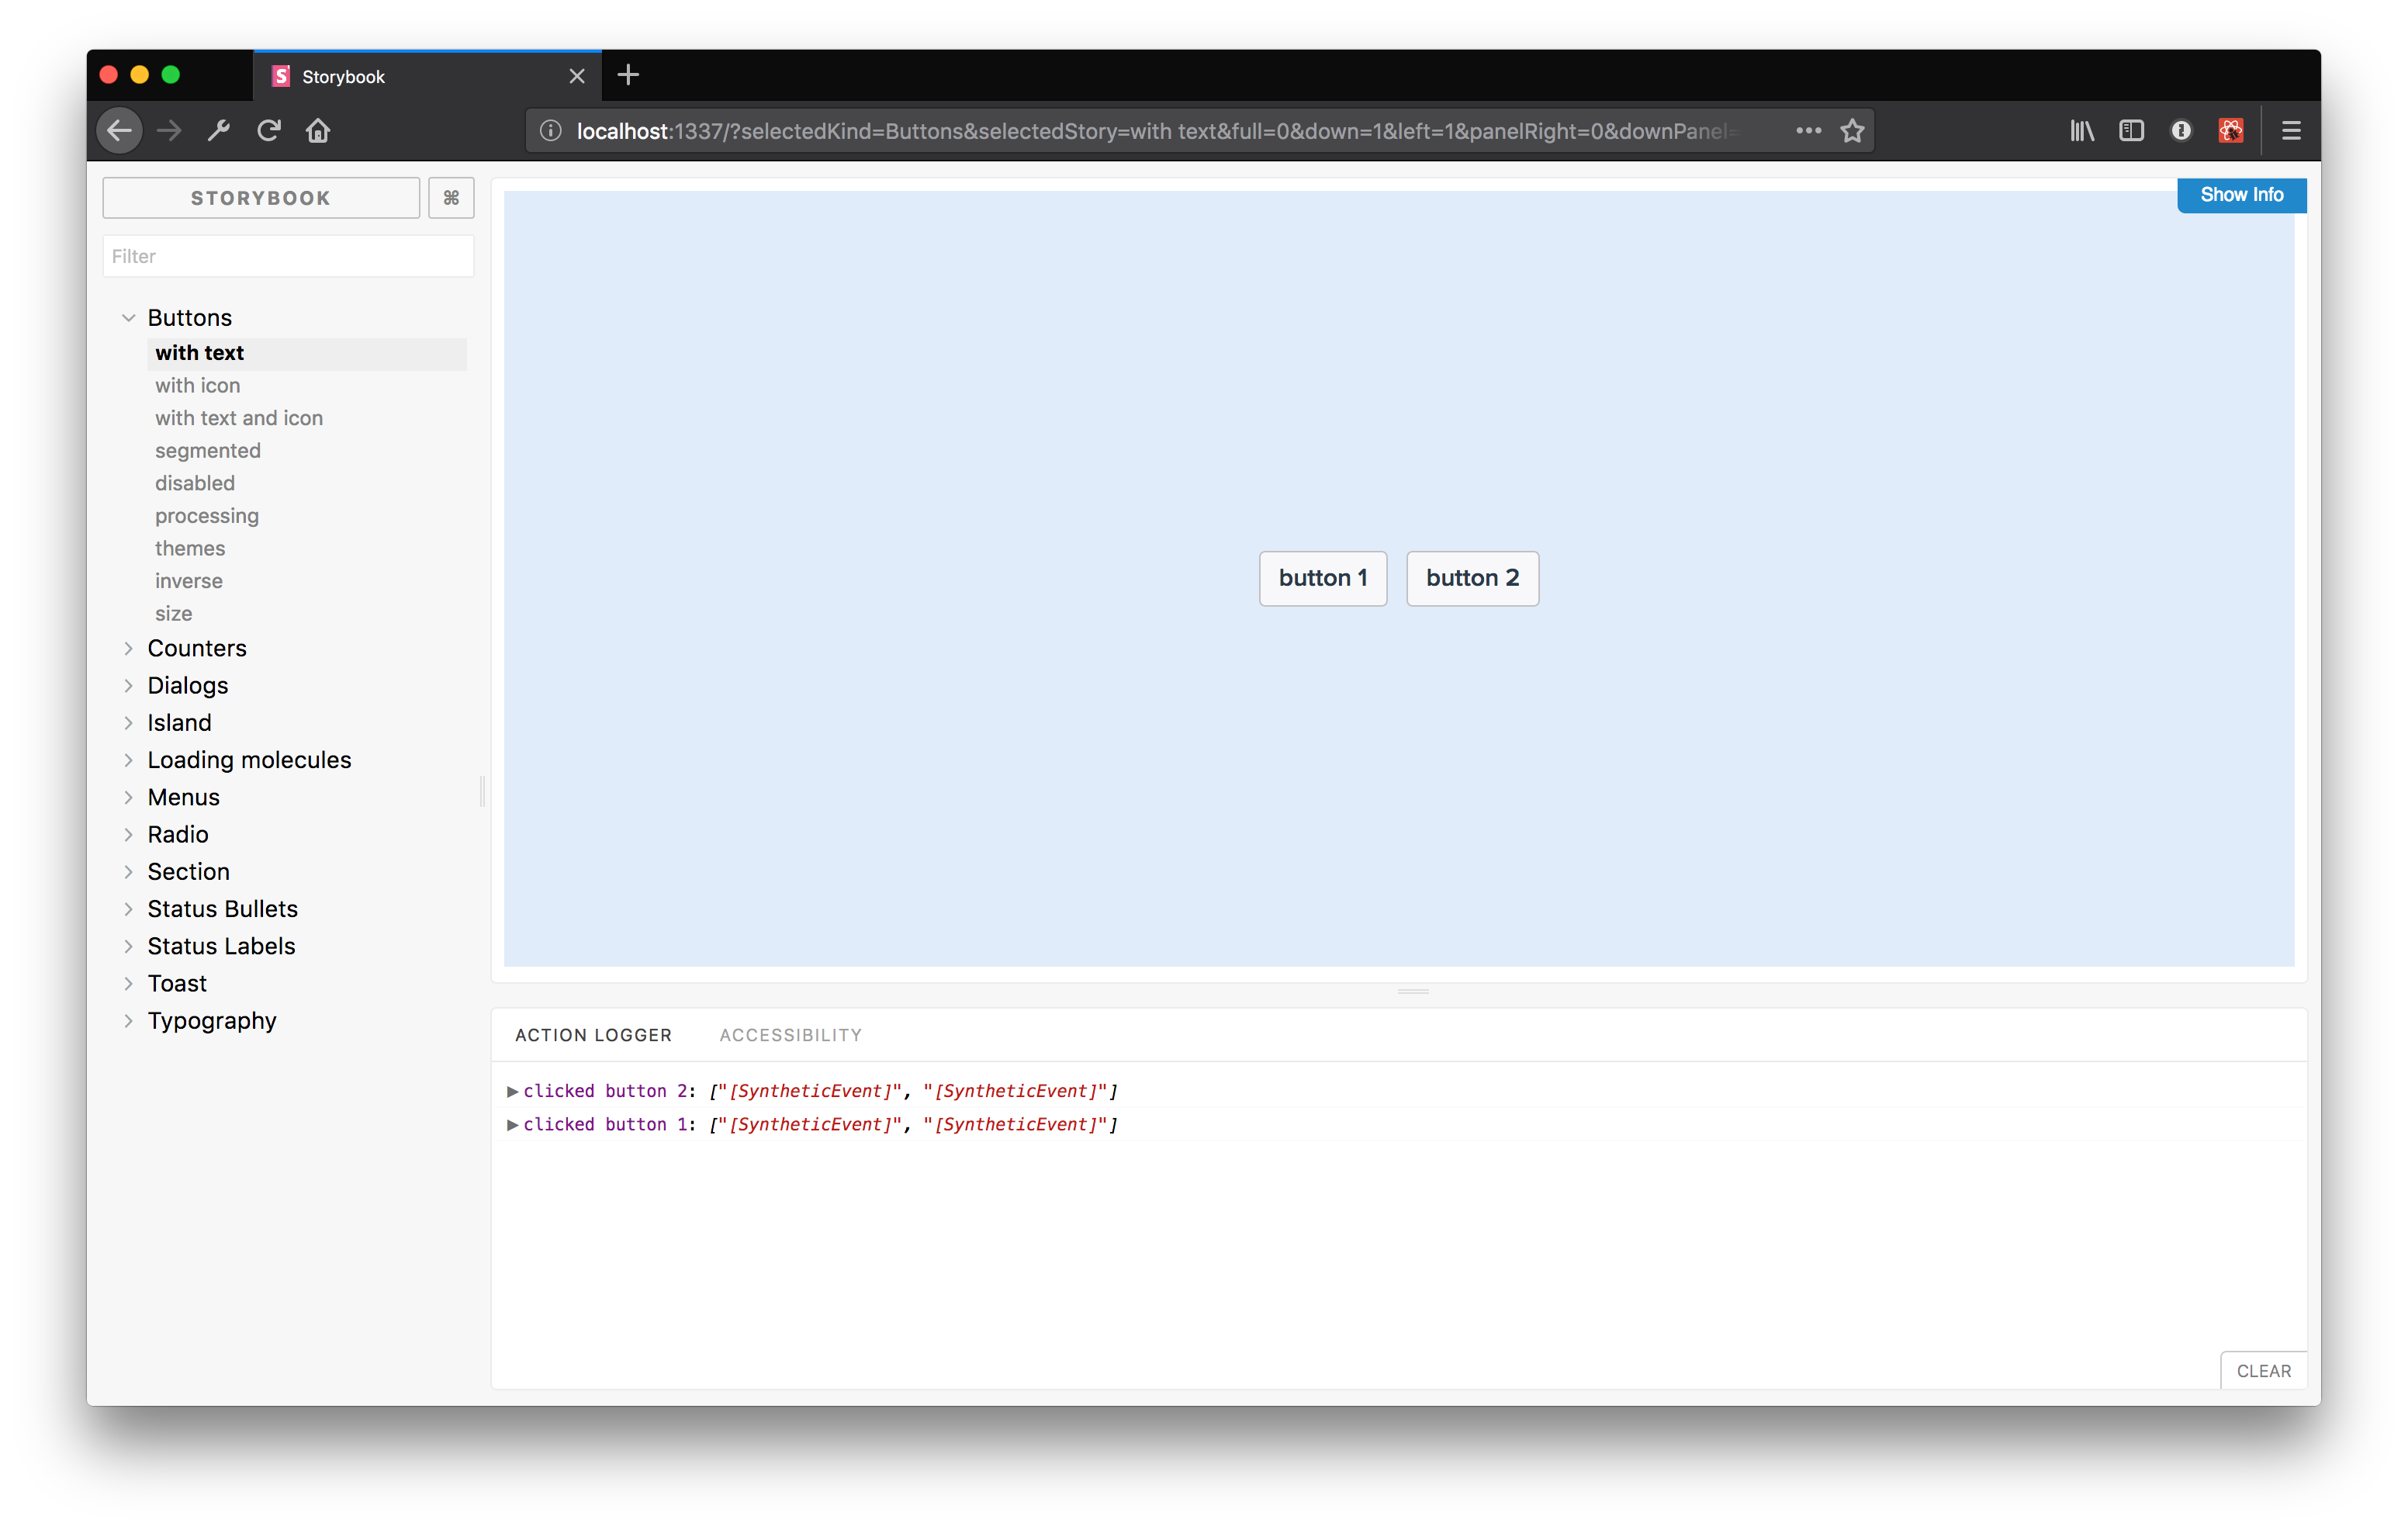 Storybook
localhost:1337/?selectedKind=Buttons&selectedStory=with text&full=0&down=1&left=1&panelRight=0&downPanel=
STORYBOOK
⌘
Show Info
Filter
Buttons
with text
with icon
with text and icon
segmented
disabled
processing
themes
inverse
size
Counters
Dialogs
Island
Loading molecules
Menus
Radio
Section
Status Bullets
Status Labels
Toast
Typography
button 1
button 2
ACTION LOGGER
ACCESSIBILITY
▶clicked button 2: ["[SyntheticEvent]", "[SyntheticEvent]"]
▶clicked button 1: ["[SyntheticEvent]", "[SyntheticEvent]"]
CLEAR